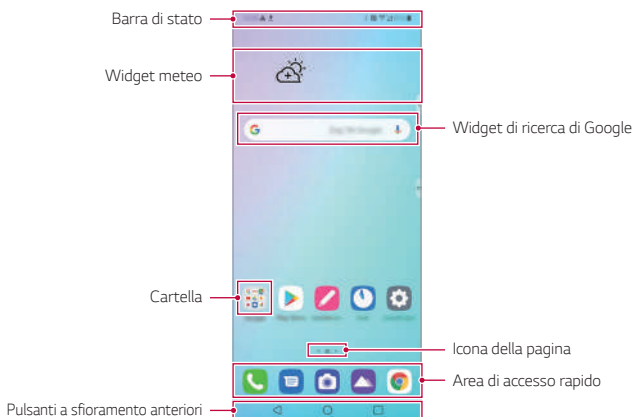 Barra di stato
Widget meteo
Widget di ricerca di Google
Cartella
Icona della pagina
Area di accesso rapido
Pulsanti a sfioramento anteriori